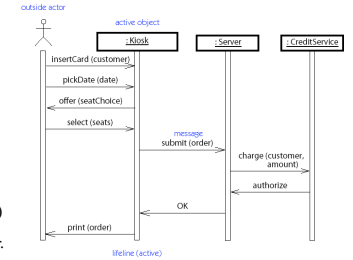 outside actor
active object
: Kiosk
: Server
: CreditService
insertCard (customer)
pickDate (date)
offer (seatChoice)
select (seats)
message
submit (order)
charge (customer,
amount)
authorize
OK
)
print (order)
r.
lifeline (active)